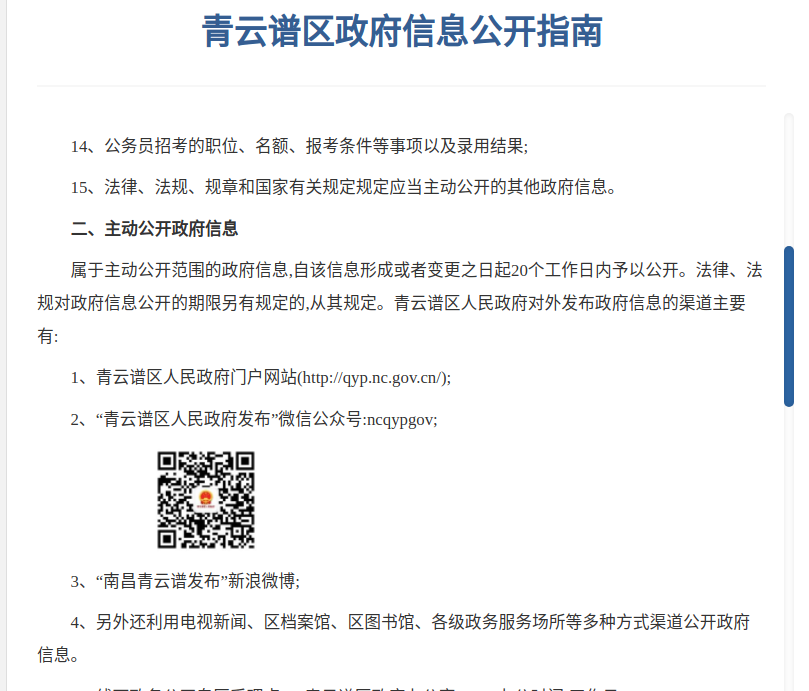 青云谱区政府信息公开指南
14、公务员招考的职位、名额、报考条件等事项以及录用结果;
15、法律、法规、规章和国家有关规定规定应当主动公开的其他政府信息。
二、主动公开政府信息
属于主动公开范围的政府信息,自该信息形成或者变更之日起20个工作日内予以公开。法律、法
规对政府信息公开的期限另有规定的,从其规定。青云谱区人民政府对外发布政府信息的渠道主要
有:
1、青云谱区人民政府门户网站(http://qyp.nc.gov.cn/);
2、“青云谱区人民政府发布”微信公众号:ncqypgov;
3、“南昌青云谱发布”新浪微博;
4、另外还利用电视新闻、区档案馆、区图书馆、各级政务服务场所等多种方式渠道公开政府
信息。